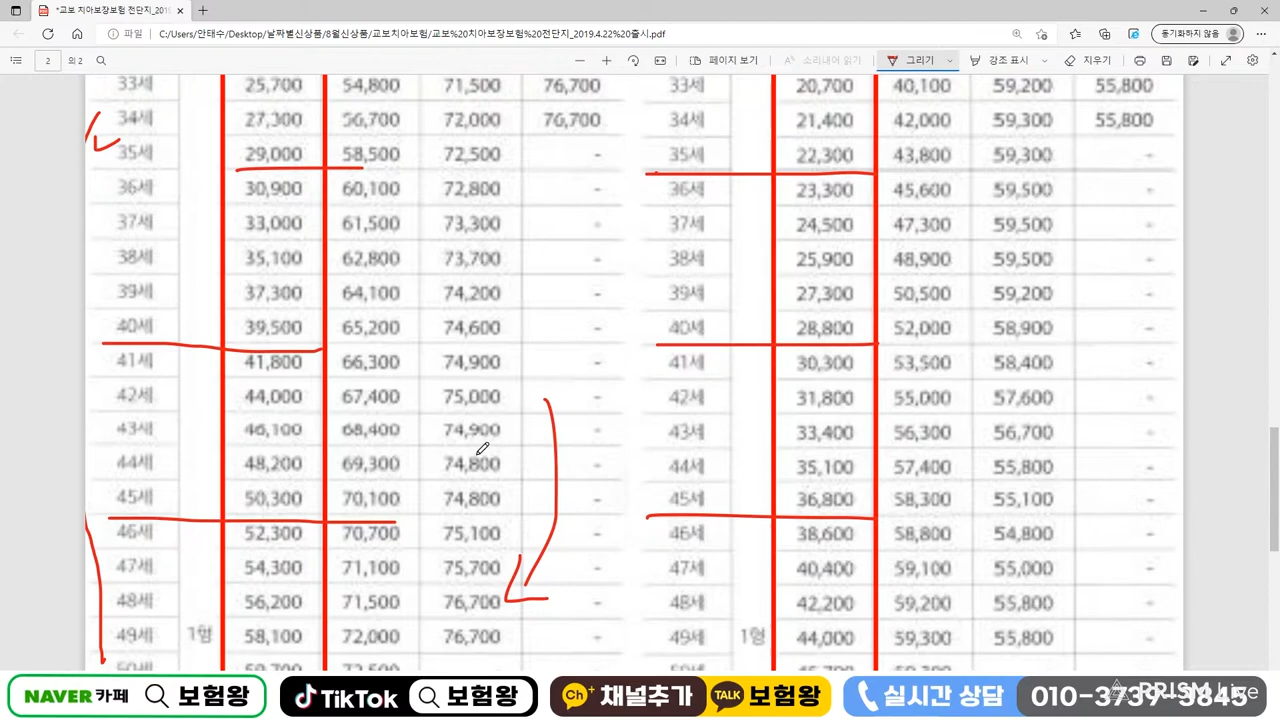 *교보 치아보장보험 전단지_2019
파일 C:/Users/안태수/Desktop/날짜별신상품/8월신상품/교보치아보험/교보%20치아보장보험%20전단지_2019.4.22%20출시.pdf
동기화하지 않음
2 의 2
페이지 보기
소리내어 읽기
그리기
강조 표시
지우기
33세 25,700 54,800 71,500 76,700 33세 20,700 40,100 59,200 55,800
34세 27,300 56,700 72,000 76,700 34세 21,400 42,000 59,300 55,800
35세 29,000 58,500 72,500 - 35세 22,300 43,800 59,300 -
36세 30,900 60,100 72,800 - 36세 23,300 45,600 59,500 -
37세 33,000 61,500 73,300 - 37세 24,500 47,300 59,500 -
38세 35,100 62,800 73,700 - 38세 25,900 48,900 59,500 -
39세 37,300 64,100 74,200 - 39세 27,300 50,500 59,200 -
40세 39,500 65,200 74,600 - 40세 28,800 52,000 58,900 -
41세 41,800 66,300 74,900 - 41세 30,300 53,500 58,400 -
42세 44,000 67,400 75,000 - 42세 31,800 55,000 57,600 -
43세 46,100 68,400 74,900 - 43세 33,400 56,300 56,700 -
44세 48,200 69,300 74,800 - 44세 35,100 57,400 55,800 -
45세 50,300 70,100 74,800 - 45세 36,800 58,300 55,100 -
46세 52,300 70,700 75,100 - 46세 38,600 58,800 54,800 -
47세 54,300 71,100 75,700 - 47세 40,400 59,100 55,000 -
48세 56,200 71,500 76,700 - 48세 42,200 59,200 55,800 -
49세 1형 58,100 72,000 76,700 - 49세 1형 44,000 59,300 55,800 -
NAVER 카페 보험왕
TikTok 보험왕
Ch+ 채널추가 TALK 보험왕
실시간 상담 010-3739-3845
PRISM Live